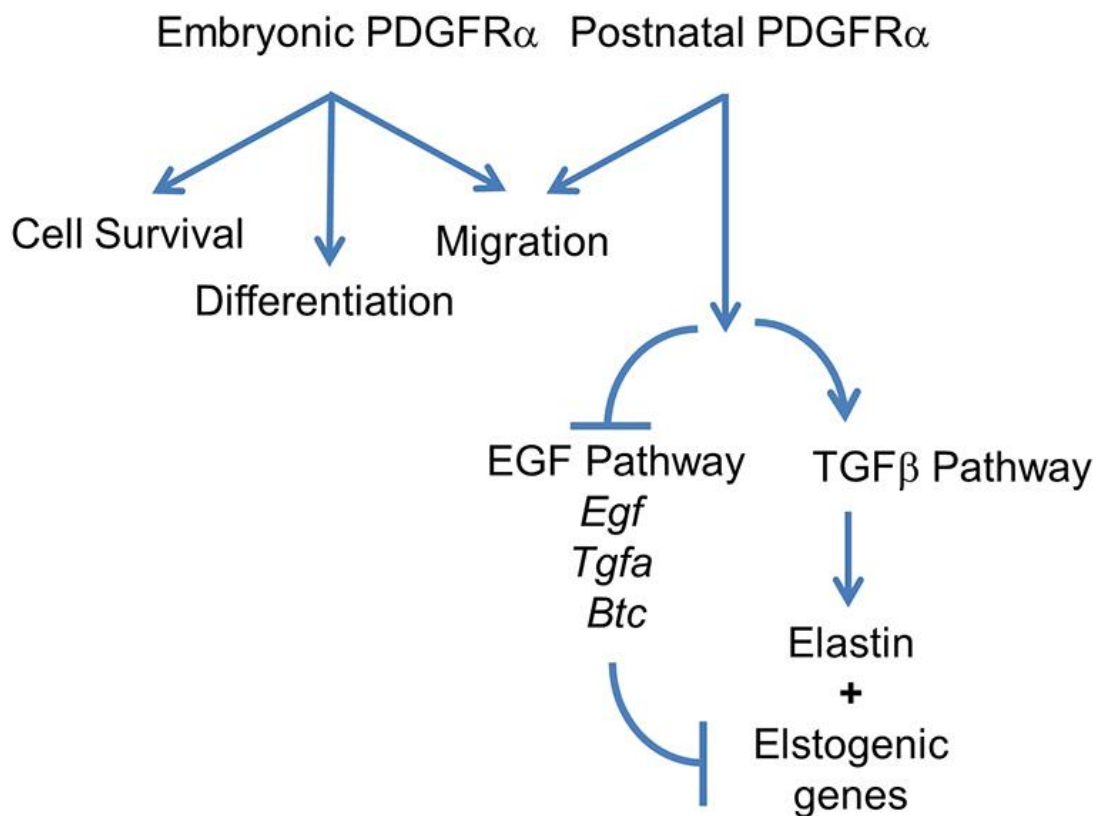 Embryonic PDGFRα Postnatal PDGFRα
Cell Survival
Migration
Differentiation
EGF Pathway
Egf
Tgfa
Btc
TGFβ Pathway
Elastin
+
Elstogenic
genes